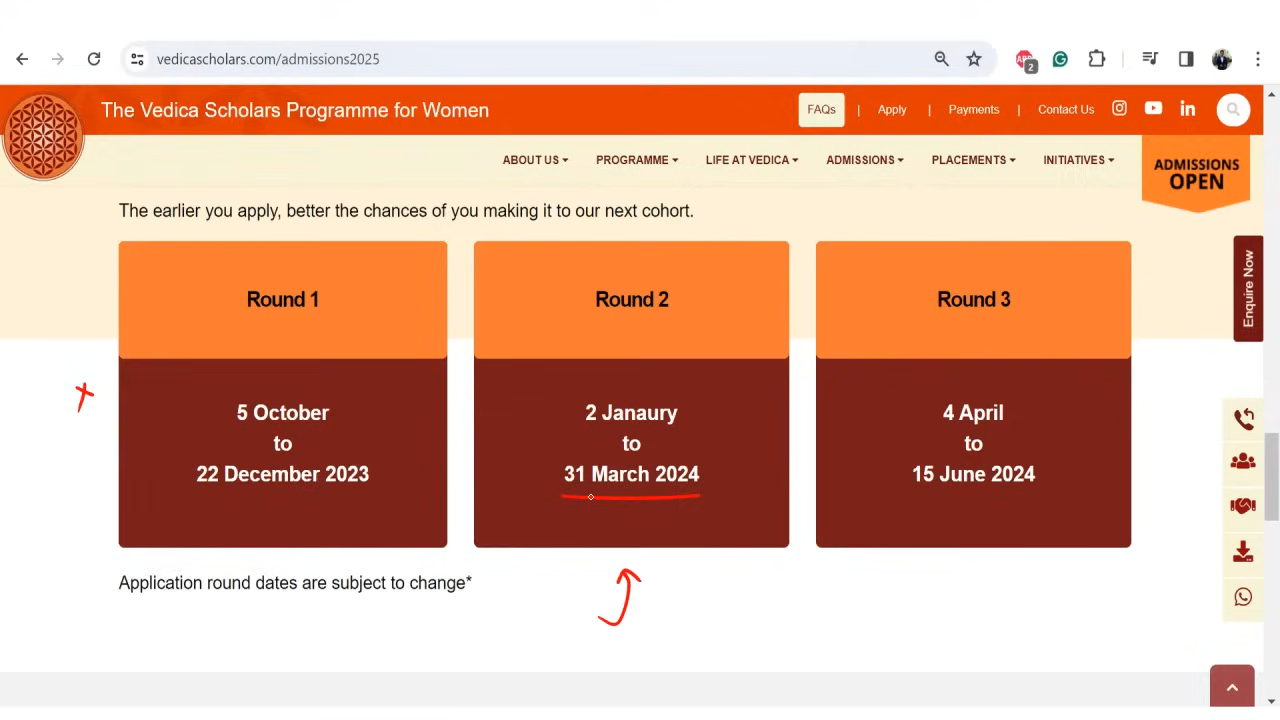 vedicascholars.com/admissions2025
2
The Vedica Scholars Programme for Women
FAQs | Apply | Payments | Contact Us
ABOUT US PROGRAMME LIFE AT VEDICA ADMISSIONS PLACEMENTS INITIATIVES
ADMISSIONS
OPEN
Enquire Now
The earlier you apply, better the chances of you making it to our next cohort.
Round 1
5 October
to
22 December 2023
Round 2
2 Janaury
to
31 March 2024
Round 3
4 April
to
15 June 2024
Application round dates are subject to change*